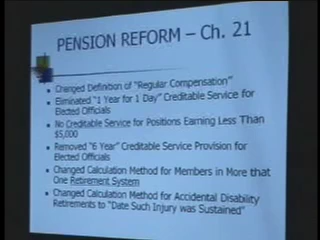 PENSION REFORM – Ch. 21
Changed Definition of "Regular Compensation"
Eliminated "1 Year for 1 Day" Creditable Service for
Elected Officials
No Creditable Service for Positions Earning Less Than
$5,000
Removed "6 Year" Creditable Service Provision for
Elected Officials
Changed Calculation Method for Members in More that
One Retirement System
Changed Calculation Method for Accidental Disability
Retirements to "Date Such Injury was Sustained"